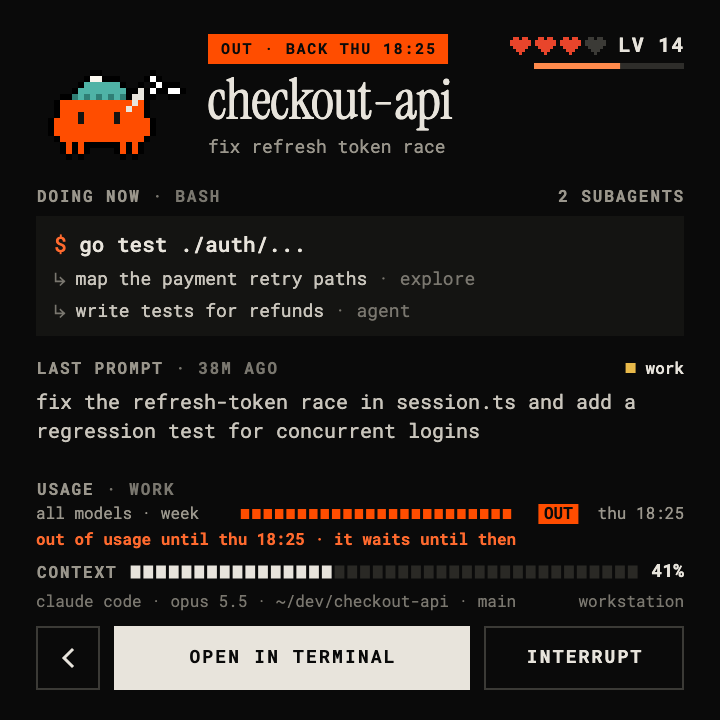 OUT · BACK THU 18:25
LV 14
checkout-api
fix refresh token race
DOING NOW · BASH
2 SUBAGENTS
$ go test ./auth/...
↳ map the payment retry paths · explore
↳ write tests for refunds · agent
LAST PROMPT · 38M AGO
work
fix the refresh-token race in session.ts and add a
regression test for concurrent logins
USAGE · WORK
all models · week OUT thu 18:25
out of usage until thu 18:25 · it waits until then
CONTEXT 41%
claude code · opus 5.5 · ~/dev/checkout-api · main workstation
OPEN IN TERMINAL
INTERRUPT